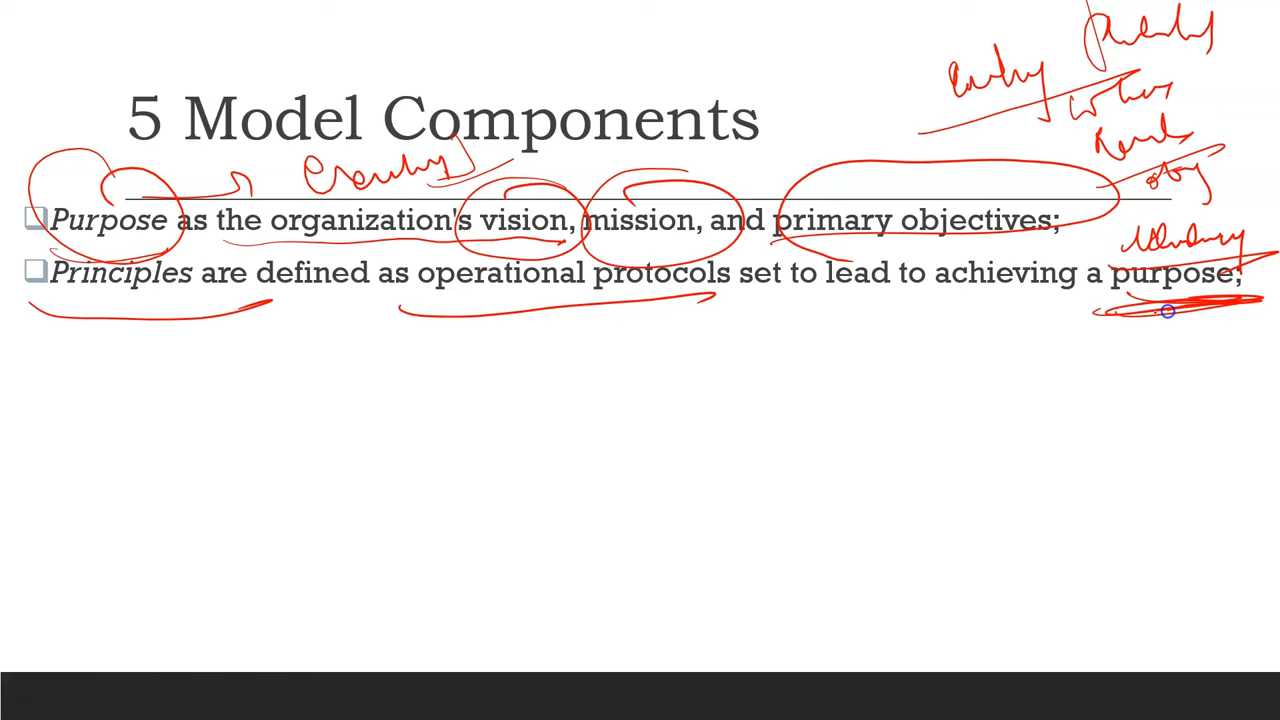 5 Model Components
Purpose as the organization's vision, mission, and primary objectives;
Principles are defined as operational protocols set to lead to achieving a purpose;